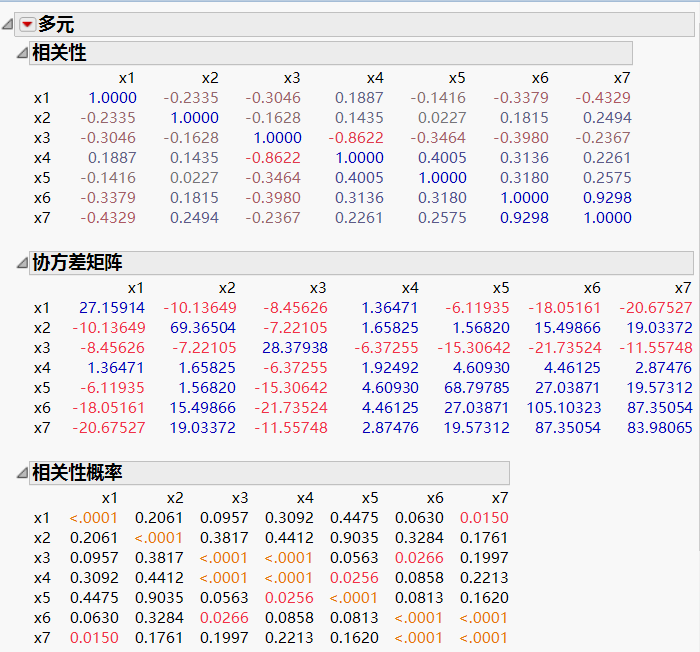 多元
相关性
x1 x2 x3 x4 x5 x6 x7
x1 1.0000 -0.2335 -0.3046 0.1887 -0.1416 -0.3379 -0.4329
x2 -0.2335 1.0000 -0.1628 0.1435 0.0227 0.1815 0.2494
x3 -0.3046 -0.1628 1.0000 -0.8622 -0.3464 -0.3980 -0.2367
x4 0.1887 0.1435 -0.8622 1.0000 0.4005 0.3136 0.2261
x5 -0.1416 0.0227 -0.3464 0.4005 1.0000 0.3180 0.2575
x6 -0.3379 0.1815 -0.3980 0.3136 0.3180 1.0000 0.9298
x7 -0.4329 0.2494 -0.2367 0.2261 0.2575 0.9298 1.0000
协方差矩阵
x1 x2 x3 x4 x5 x6 x7
x1 27.15914 -10.13649 -8.45626 1.36471 -6.11935 -18.05161 -20.67527
x2 -10.13649 69.36504 -7.22105 1.65825 1.56820 15.49866 19.03372
x3 -8.45626 -7.22105 28.37938 -6.37255 -15.30642 -21.73524 -11.55748
x4 1.36471 1.65825 -6.37255 1.92492 4.60930 4.46125 2.87476
x5 -6.11935 1.56820 -15.30642 4.60930 68.79785 27.03871 19.57312
x6 -18.05161 15.49866 -21.73524 4.46125 27.03871 105.10323 87.35054
x7 -20.67527 19.03372 -11.55748 2.87476 19.57312 87.35054 83.98065
相关性概率
x1 x2 x3 x4 x5 x6 x7
x1 <.0001 0.2061 0.0957 0.3092 0.4475 0.0630 0.0150
x2 0.2061 <.0001 0.3817 0.4412 0.9035 0.3284 0.1761
x3 0.0957 0.3817 <.0001 <.0001 0.0563 0.0266 0.1997
x4 0.3092 0.4412 <.0001 <.0001 0.0256 0.0858 0.2213
x5 0.4475 0.9035 0.0563 0.0256 <.0001 0.0813 0.1620
x6 0.0630 0.3284 0.0266 0.0858 0.0813 <.0001 <.0001
x7 0.0150 0.1761 0.1997 0.2213 0.1620 <.0001 <.0001